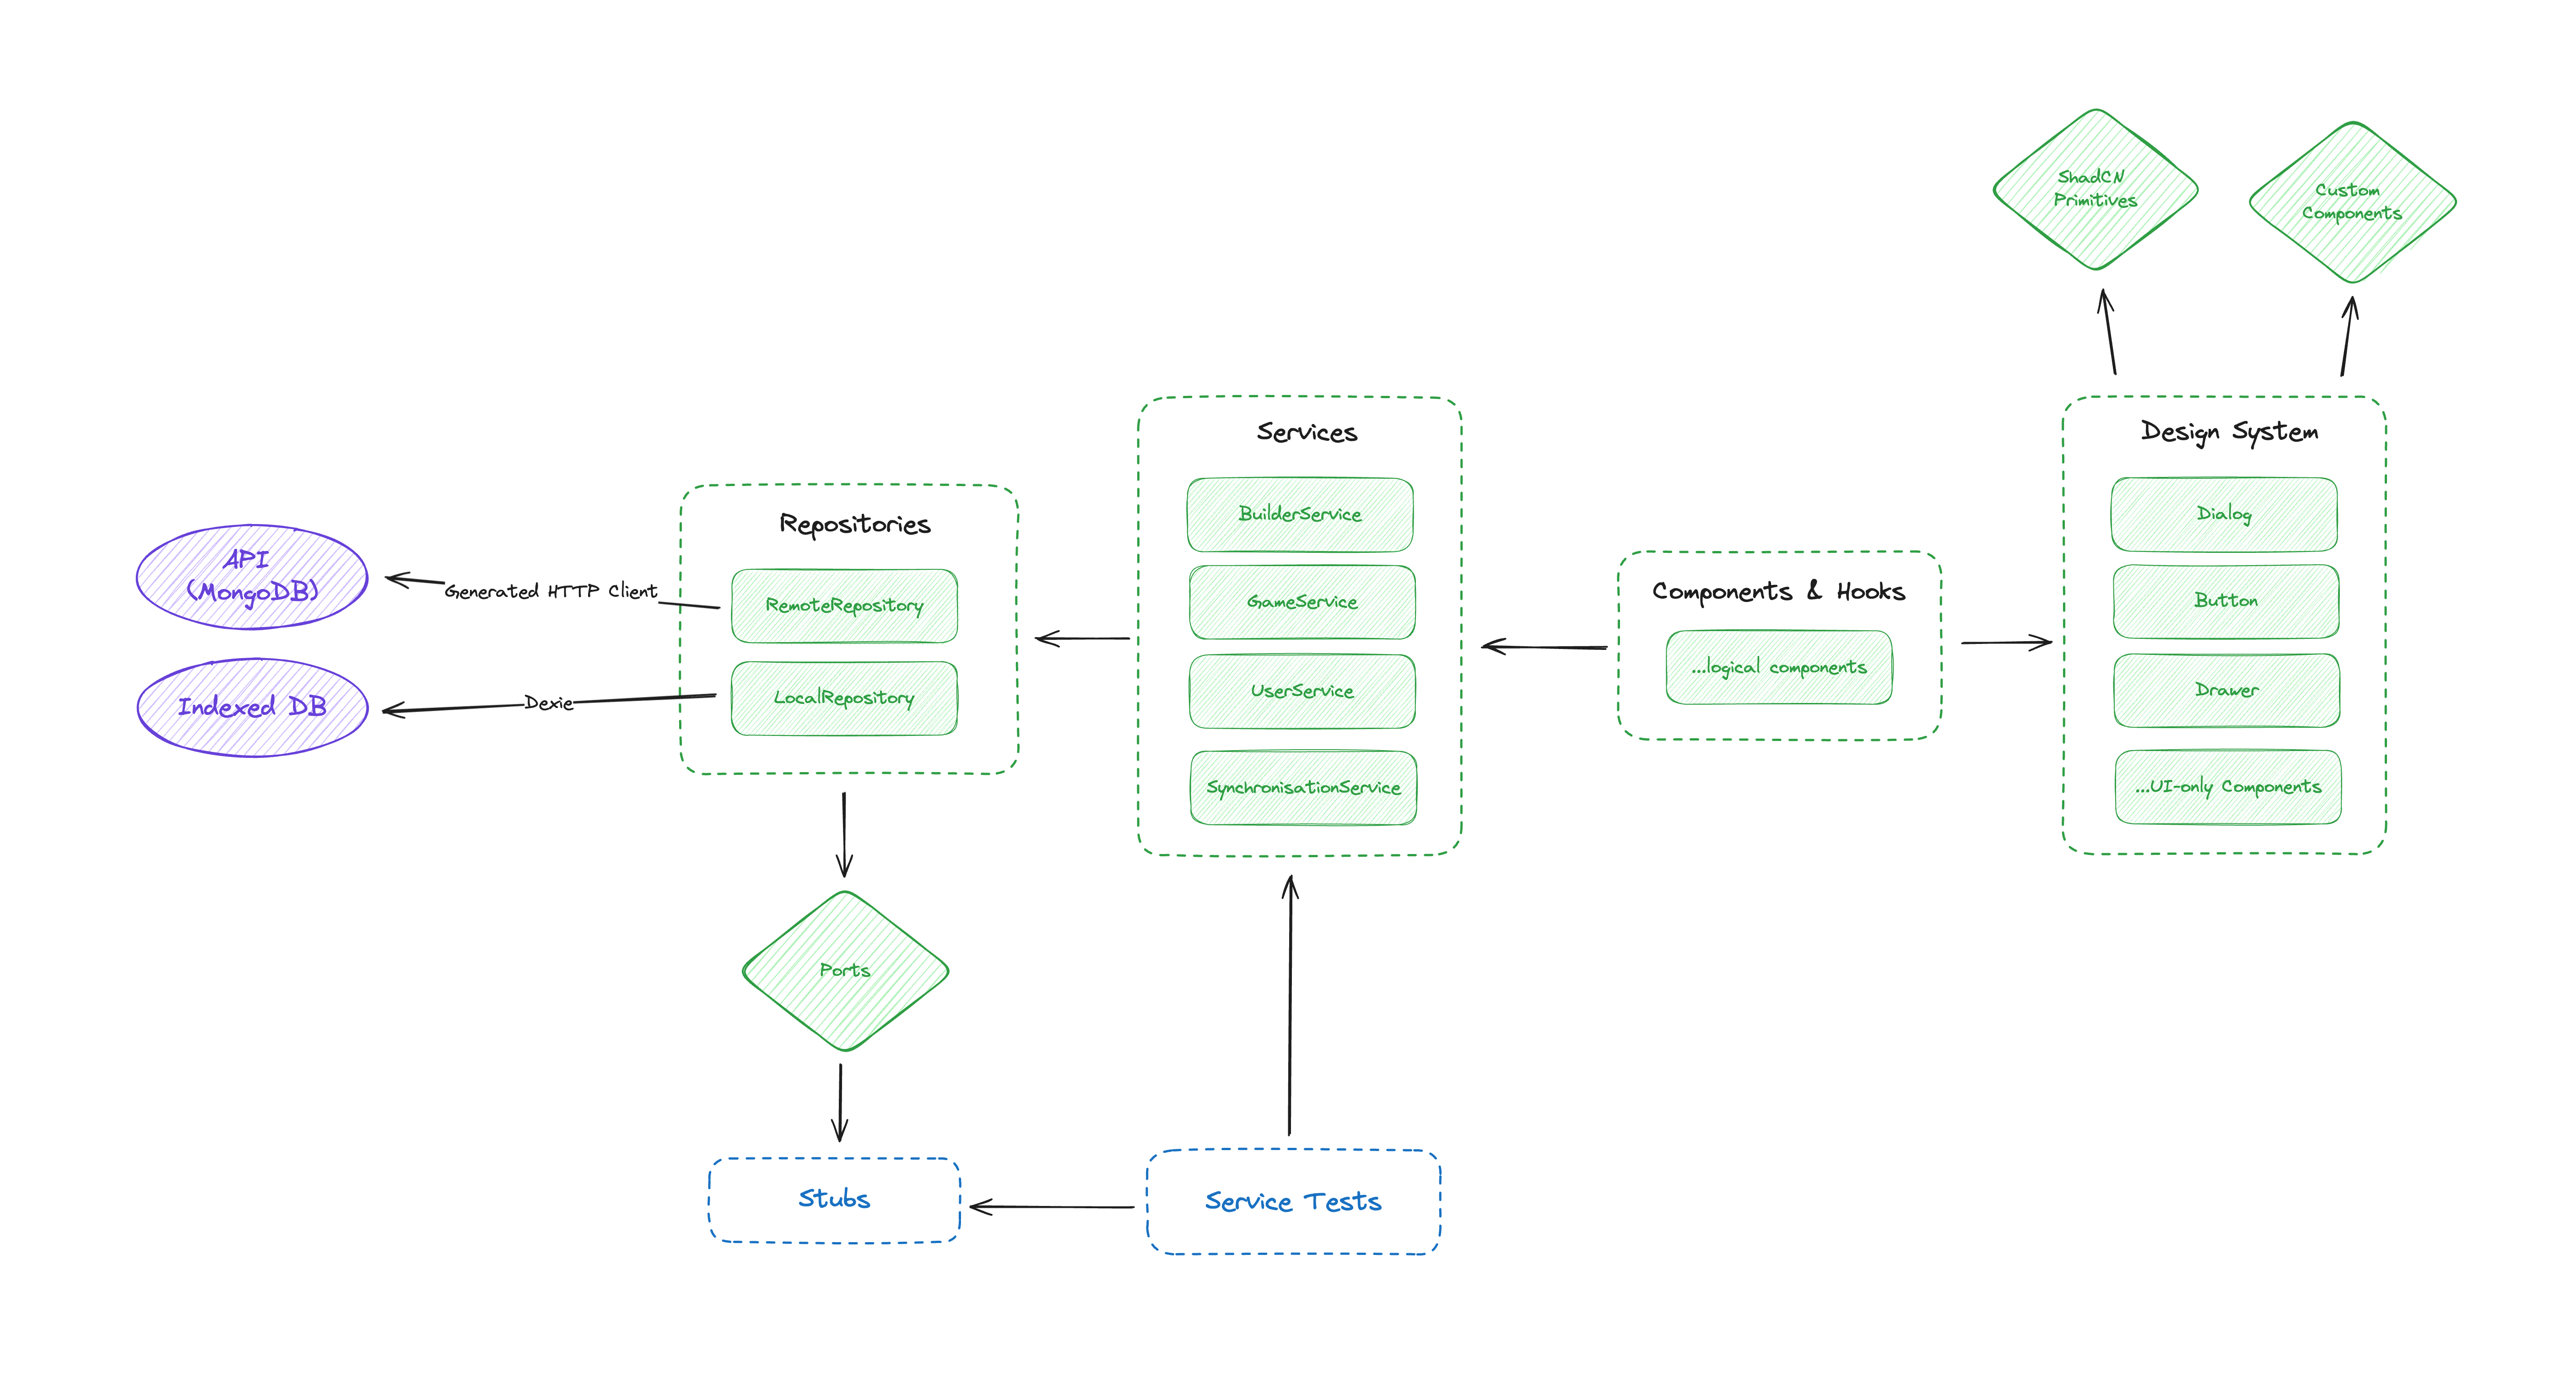 ShadCN
Primitives
Custom
Components
API
(MongoDB)
Indexed DB
Generated HTTP Client
Dexie
Repositories
RemoteRepository
LocalRepository
Services
BuilderService
GameService
UserService
SynchronisationService
Components & Hooks
...logical components
Design System
Dialog
Button
Drawer
...UI-only Components
Ports
Stubs
Service Tests